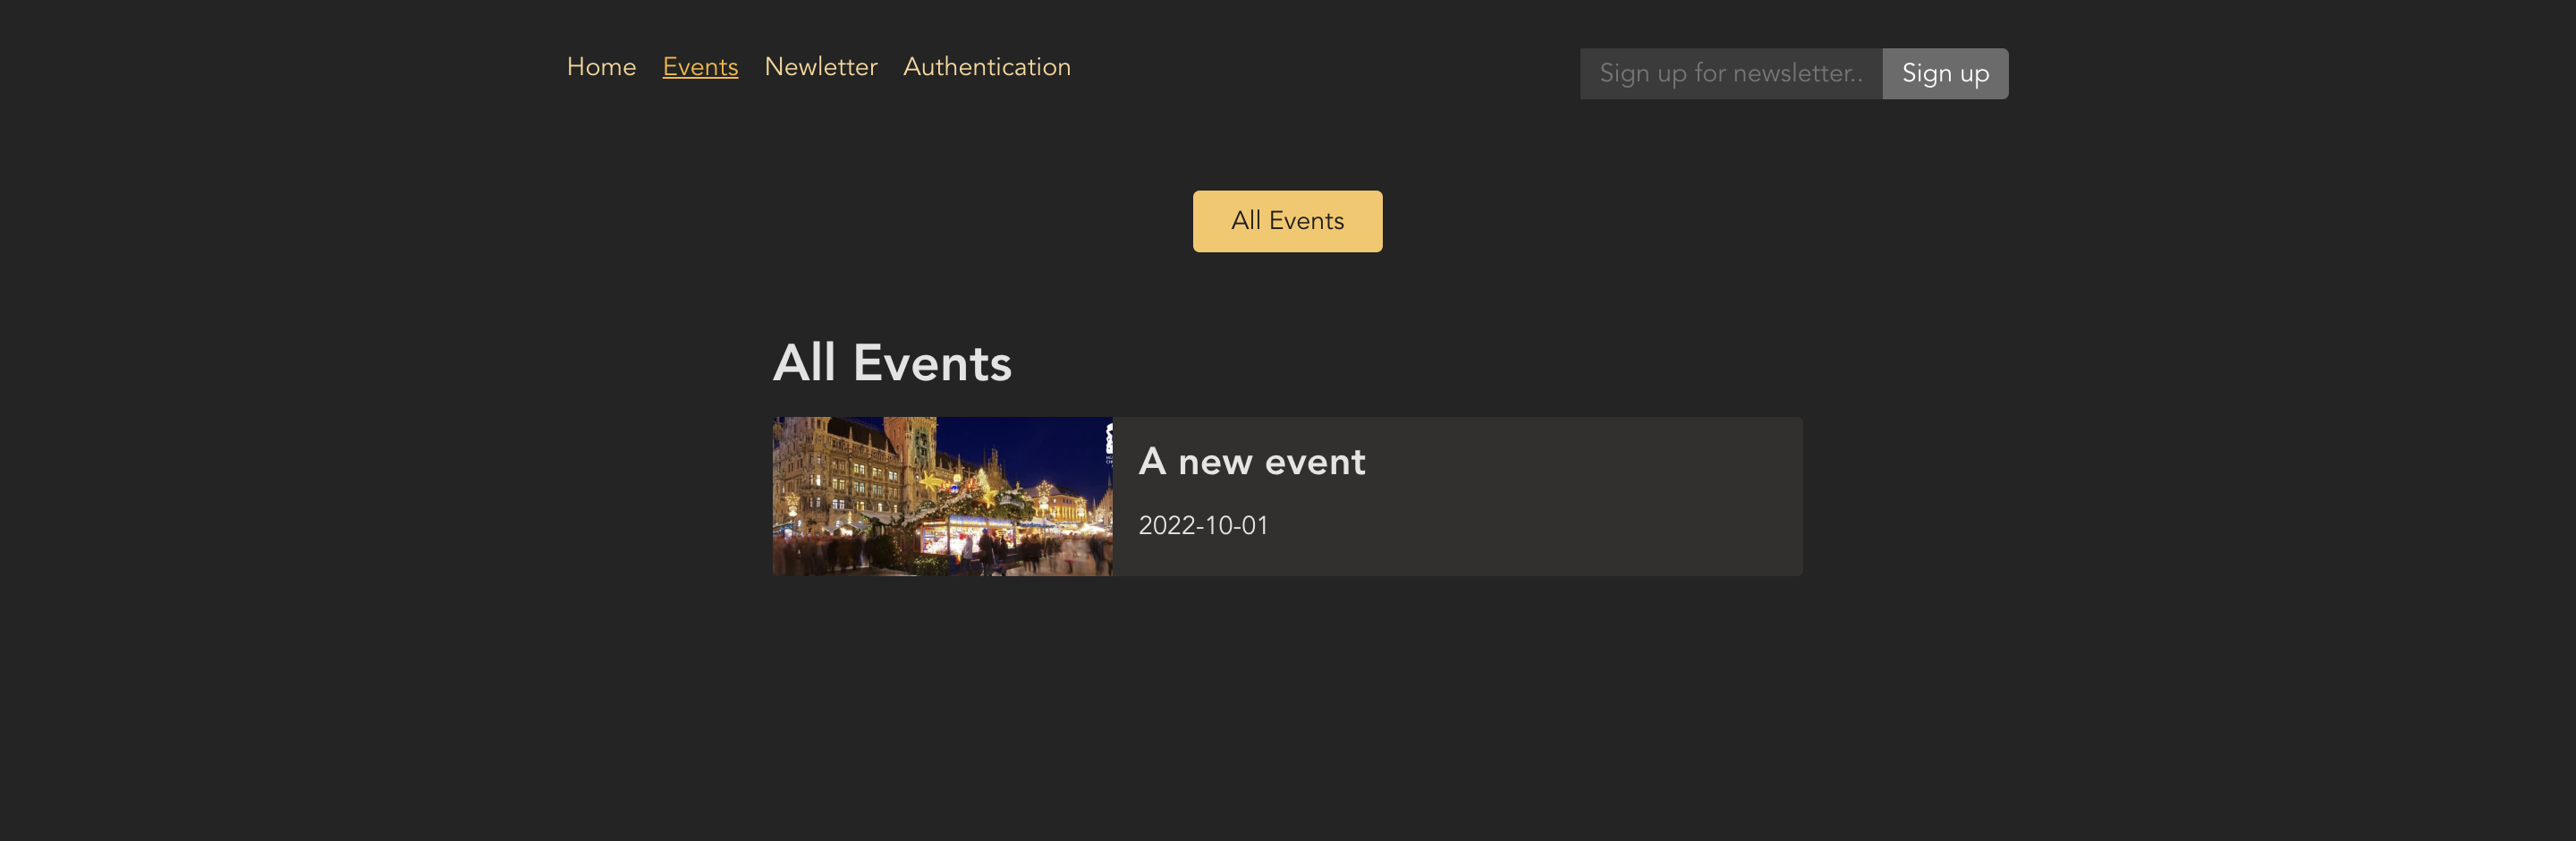 Home Events Newletter Authentication
Sign up for newsletter.. Sign up
All Events
All Events
A new event
2022-10-01